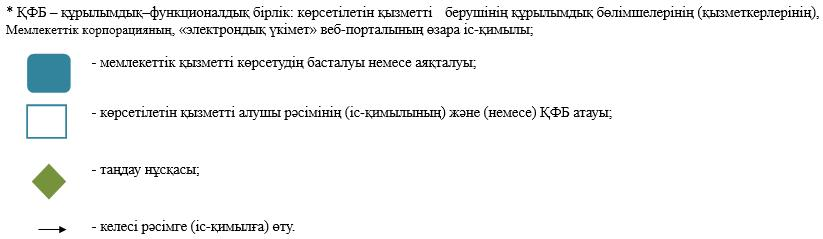 * ҚФБ – құрылымдық–функционалдық бірлік: көрсетілетін қызметті берушінің құрылымдық бөлімшелерінің (қызметкерлерінің),
Мемлекеттік корпорацияның, «электрондық үкімет» веб-порталының өзара іс-қимылы;
- мемлекеттік қызметті көрсетудің басталуы немесе аяқталуы;
- көрсетілетін қызметті алушы рәсімінің (іс-қимылының) және (немесе) ҚФБ атауы;
- таңдау нұсқасы;
- келесі рәсімге (іс-қимылға) өту.